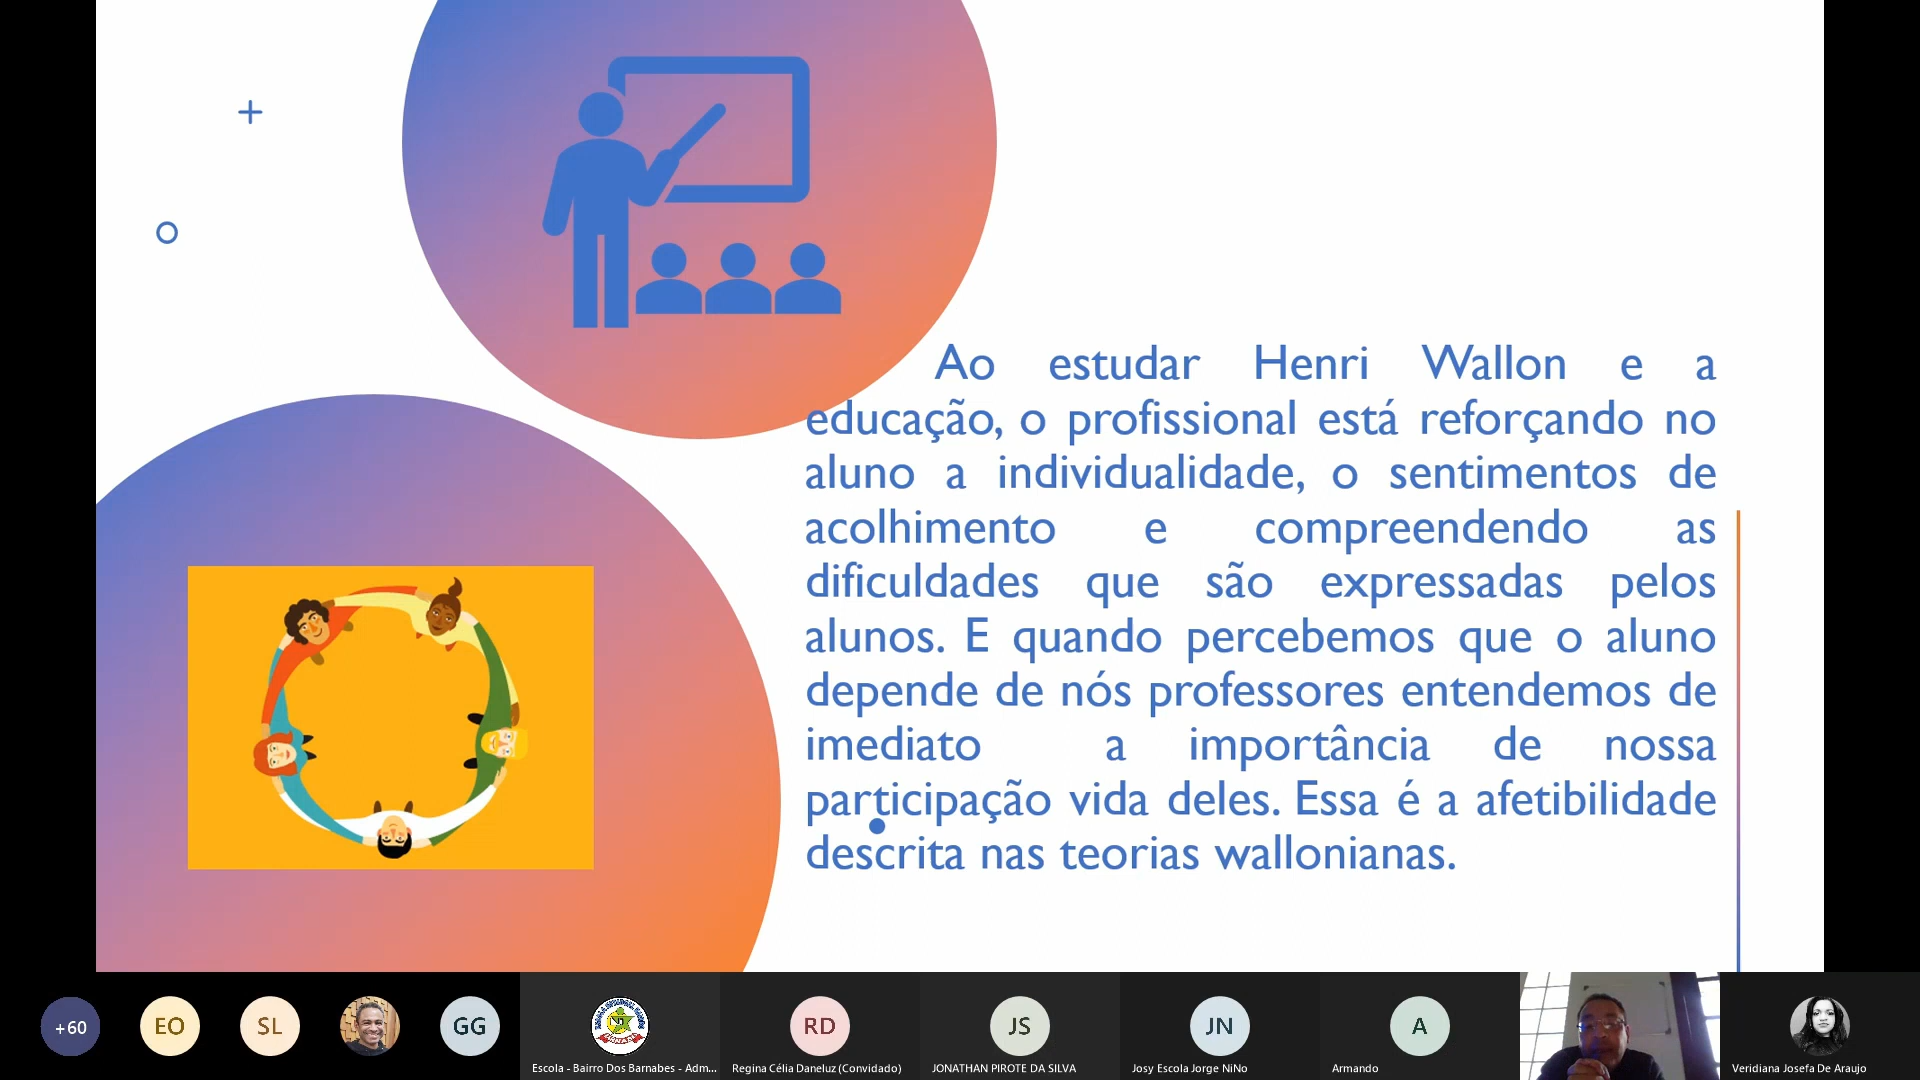 Ao estudar Henri Wallon e a
educação, o profissional está reforçando no
aluno a individualidade, o sentimentos de
acolhimento e compreendendo as
dificuldades que são expressadas pelos
alunos. E quando percebemos que o aluno
depende de nós professores entendemos de
imediato a importância de nossa
participação vida deles. Essa é a afetibilidade
descrita nas teorias wallonianas.
+60
EO
SL
GG
RD
JS
JN
A
Escola - Bairro Dos Barnabes - Adm...
Regina Célia Daneluz (Convidado)
JONATHAN PIROTE DA SILVA
Josy Escola Jorge NiNo
Armando
Veridiana Josefa De Araujo